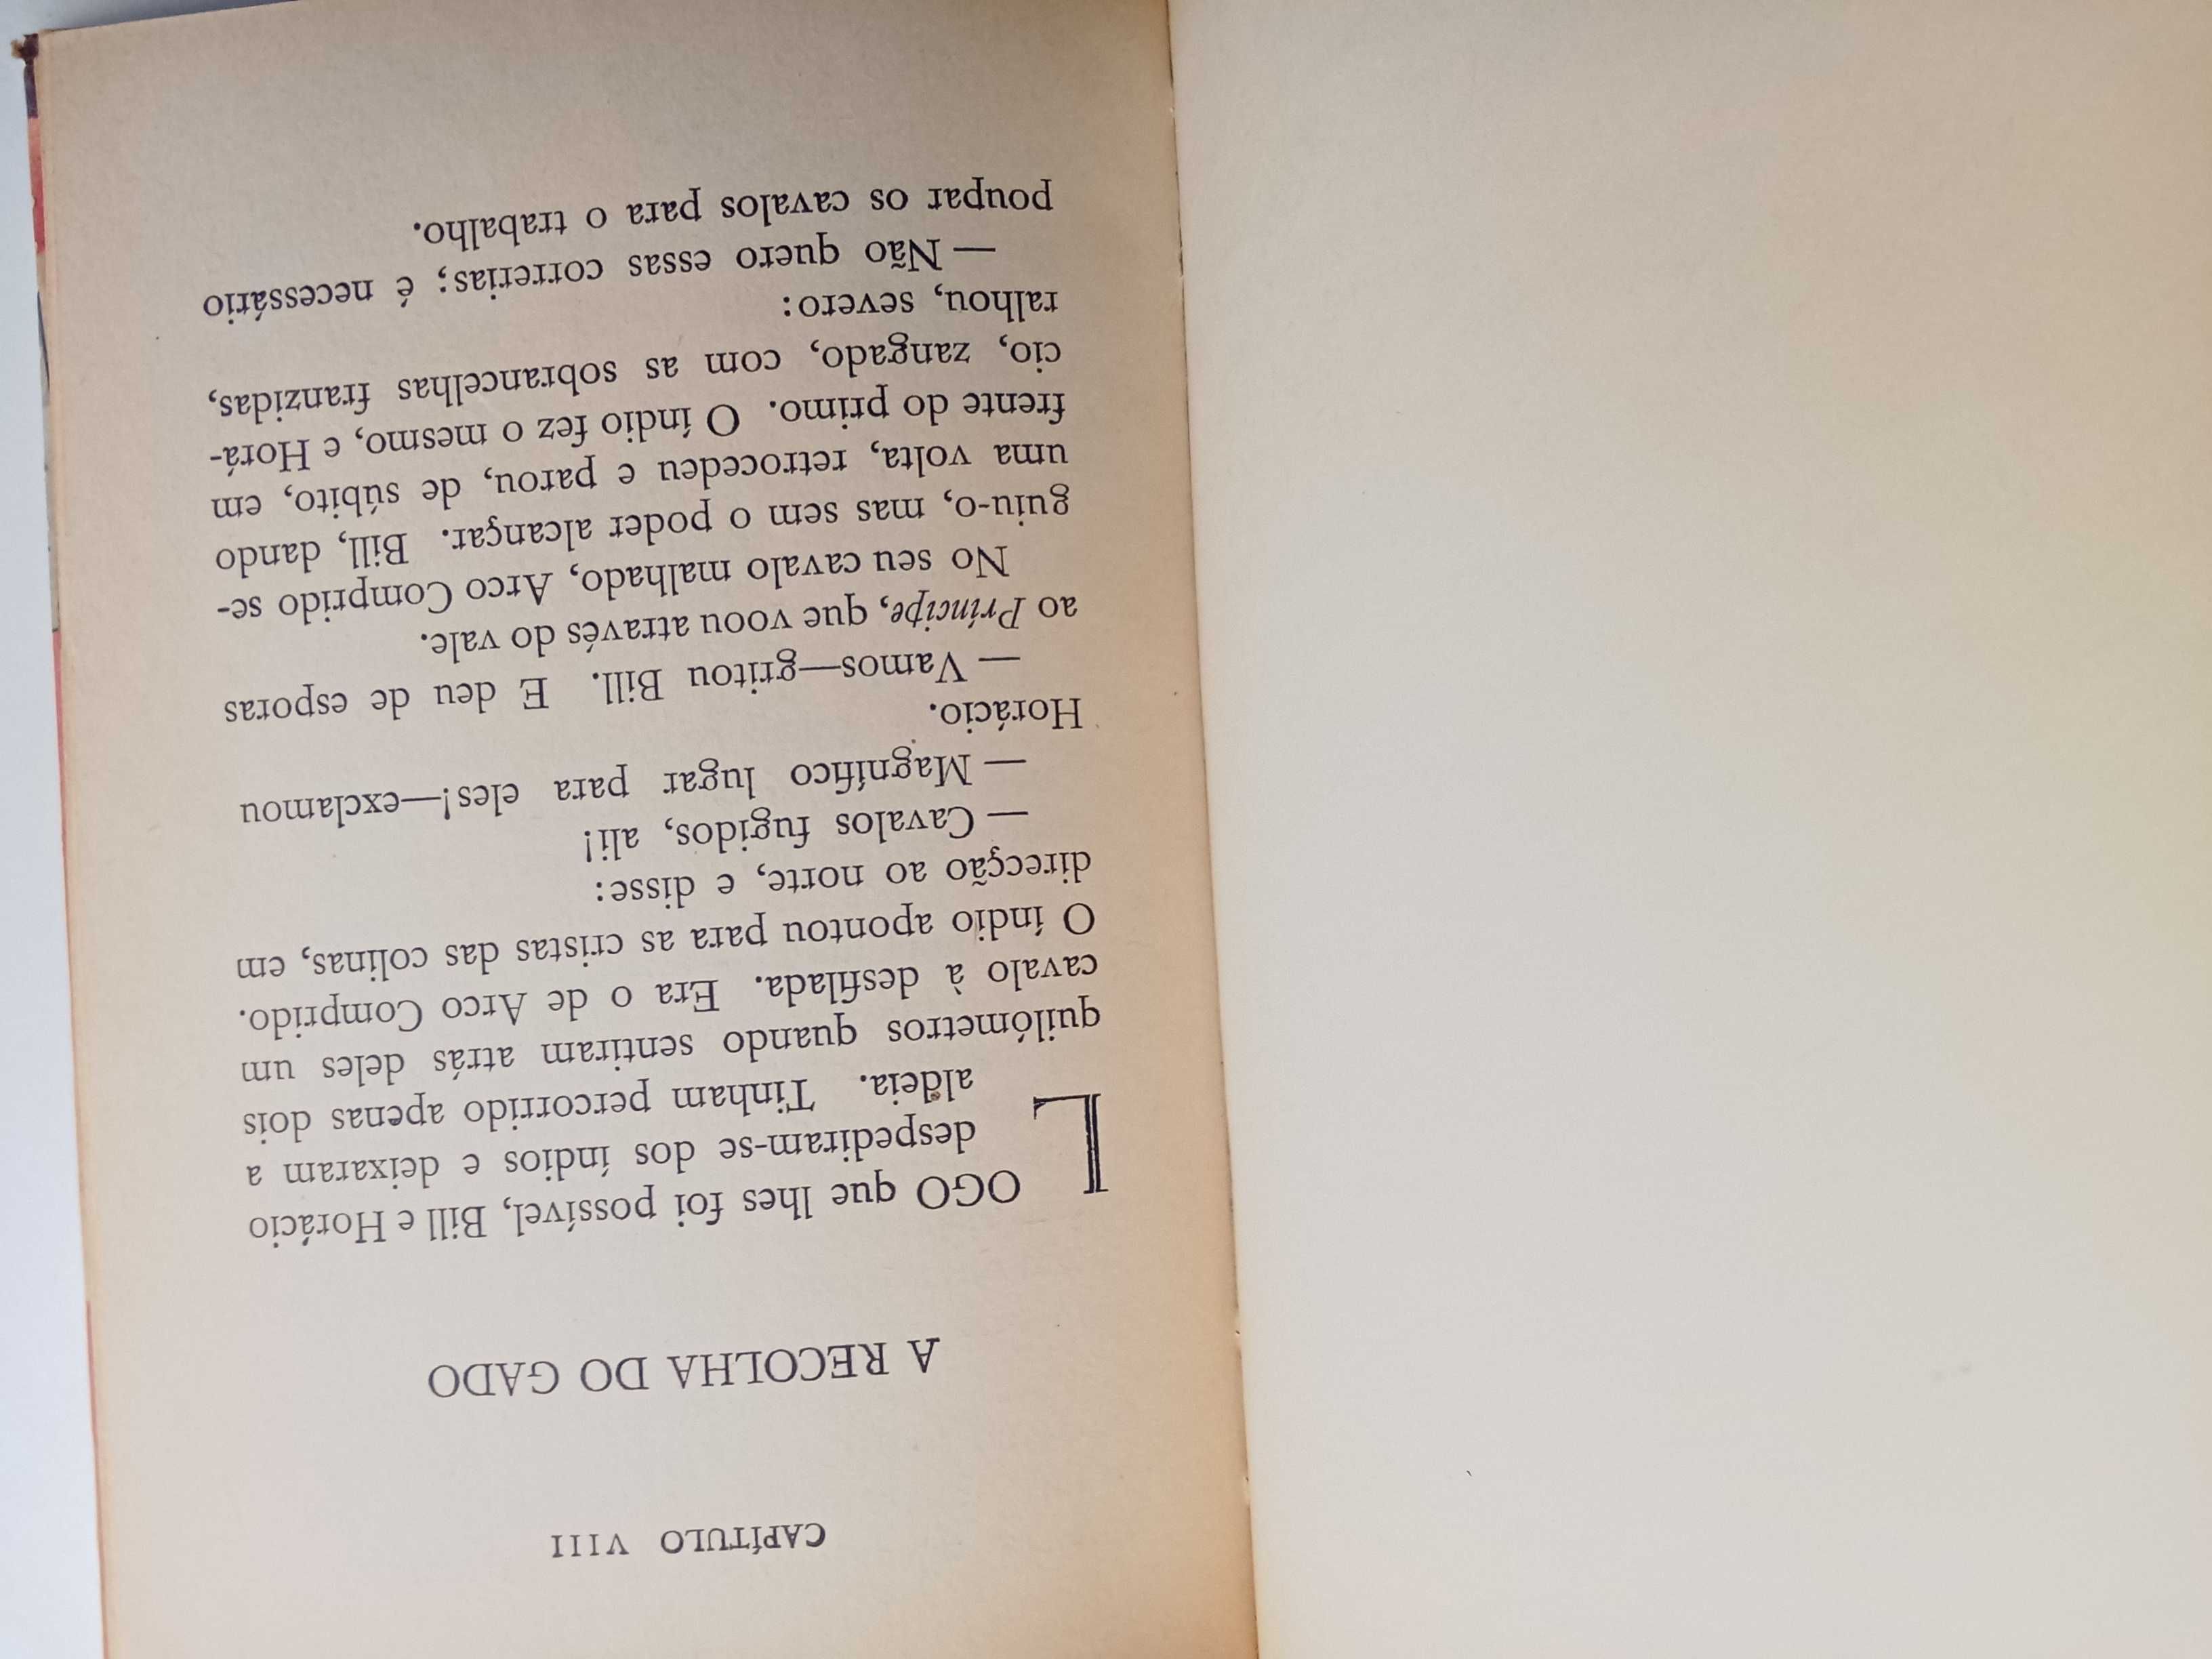 CAPÍTULO VIII
A RECOLHA DO GADO
LOGO que lhes foi possível, Bill e Horácio
despediram-se dos índios e deixaram a
aldeia. Tinham percorrido apenas dois
quilómetros quando sentiram atrás deles um
cavalo à desfilada. Era o de Arco Comprido.
O índio apontou para as cristas das colinas, em
direcção ao norte, e disse:
— Cavalos fugidos, ali!
— Magnífico lugar para eles!—exclamou
Horácio.
— Vamos—gritou Bill. E deu de esporas
ao Príncipe, que voou através do vale.
No seu cavalo malhado, Arco Comprido se-
guiu-o, mas sem o poder alcançar. Bill, dando
uma volta, retrocedeu e parou, de súbito, em
frente do primo. O índio fez o mesmo, e Horá-
cio, zangado, com as sobrancelhas franzidas,
ralhou, severo:
— Não quero essas correrias; é necessário
poupar os cavalos para o trabalho.